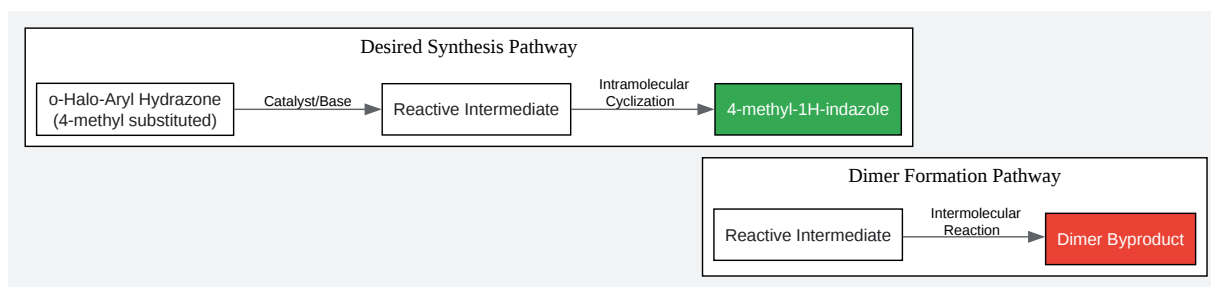 Desired Synthesis Pathway
o-Halo-Aryl Hydrazone
(4-methyl substituted)
Catalyst/Base
Reactive Intermediate
Intramolecular
Cyclization
4-methyl-1H-indazole
Dimer Formation Pathway
Reactive Intermediate
Intermolecular
Reaction
Dimer Byproduct